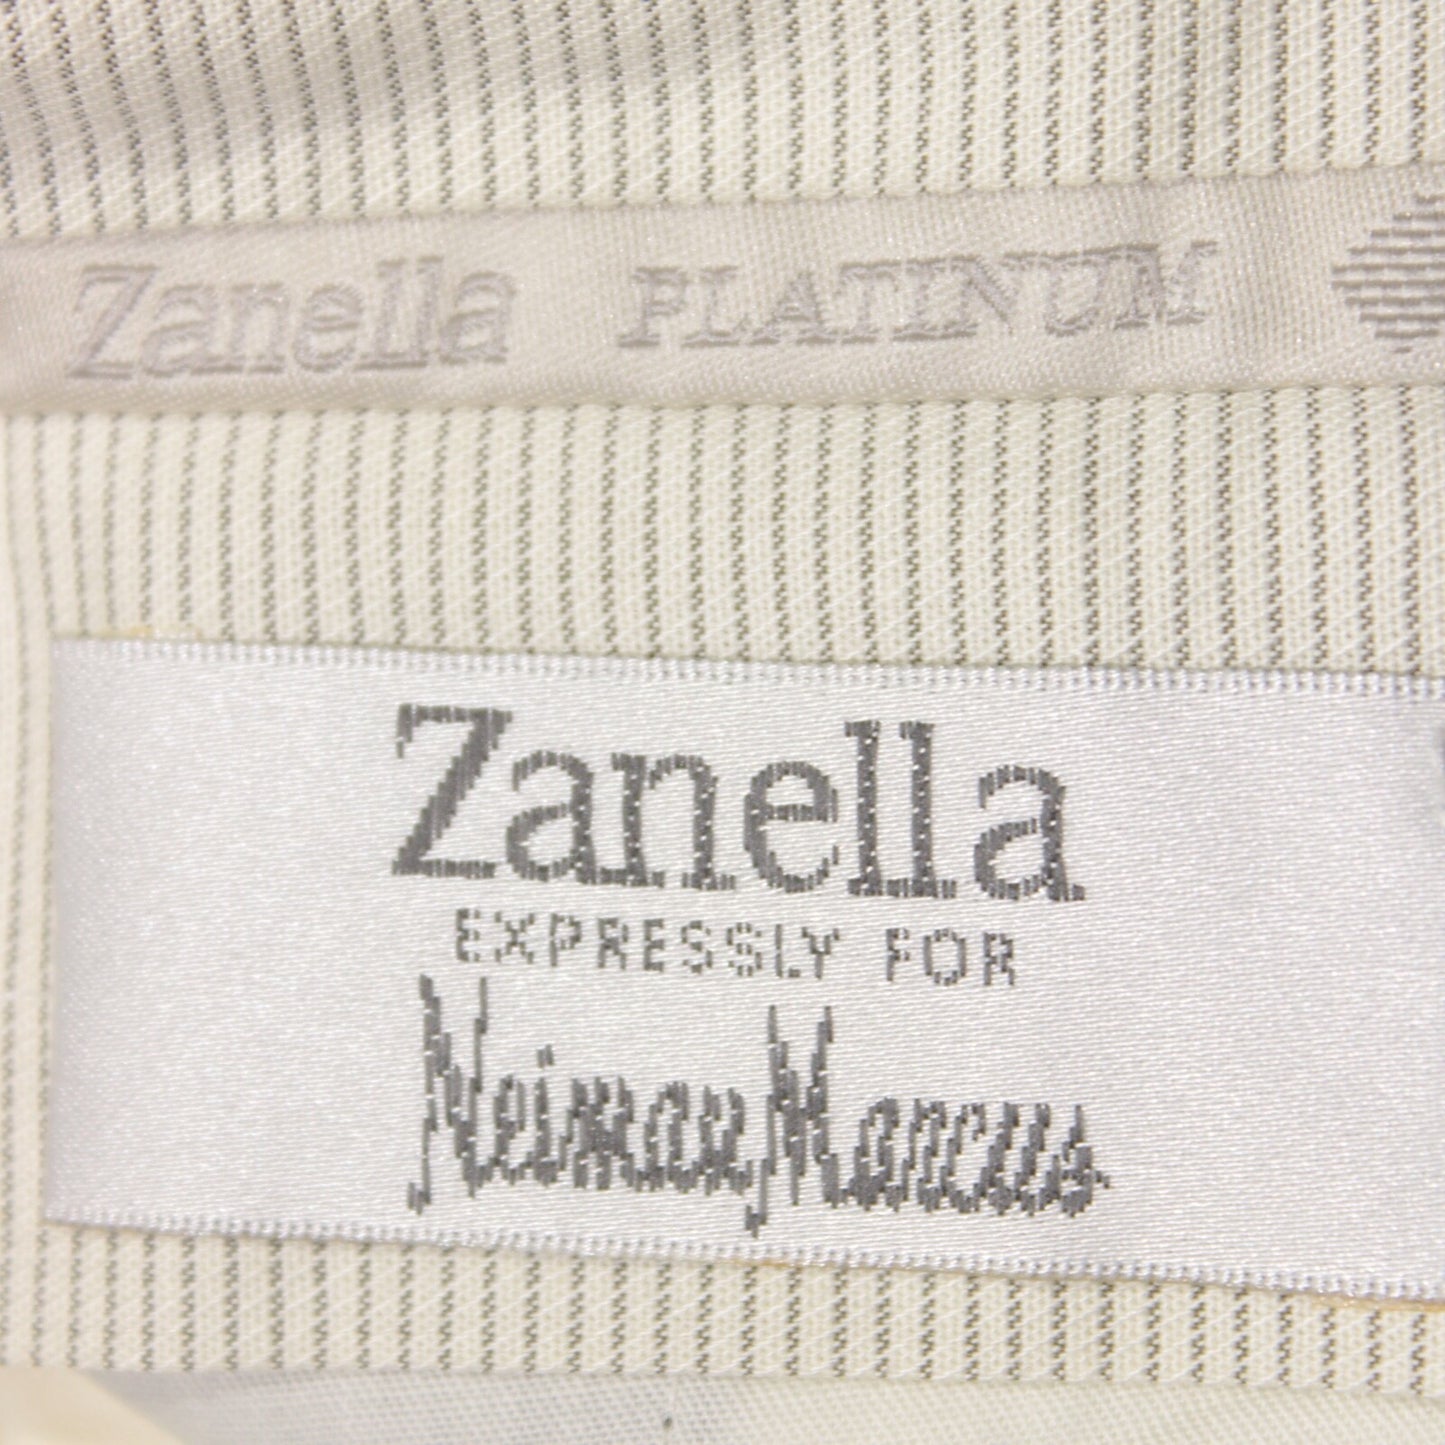 Zanella PLATINUM
Zanella
EXPRESSLY FOR
Neiman Marcus